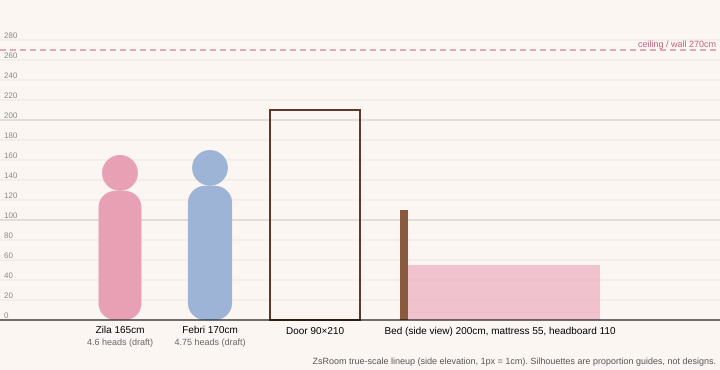 280
ceiling / wall 270cm
260
240
220
200
180
160
140
120
100
80
60
40
20
0
Zila 165cm
Febri 170cm
Door 90×210
Bed (side view) 200cm, mattress 55, headboard 110
4.6 heads (draft)
4.75 heads (draft)
ZsRoom true-scale lineup (side elevation, 1px = 1cm). Silhouettes are proportion guides, not designs.